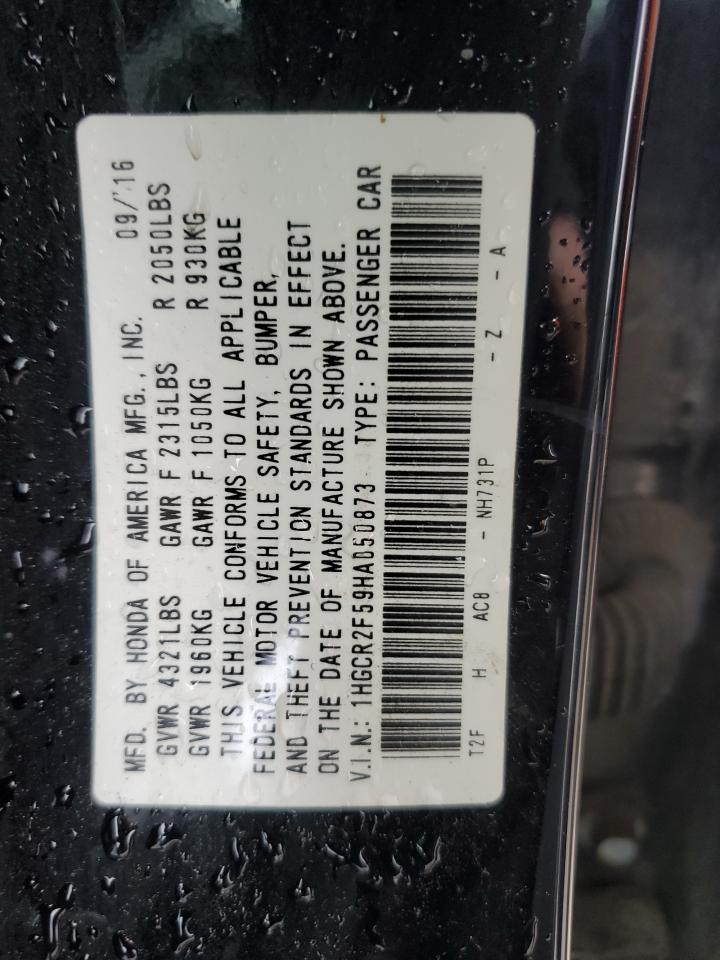 MFD. BY HONDA OF AMERICA MFG., INC. 09/'16
GVWR 4321LBS GAWR F 2315LBS R 2050LBS
GVWR 1960KG GAWR F 1050KG R 930KG
THIS VEHICLE CONFORMS TO ALL APPLICABLE
FEDERAL MOTOR VEHICLE SAFETY, BUMPER,
AND THEFT PREVENTION STANDARDS IN EFFECT
ON THE DATE OF MANUFACTURE SHOWN ABOVE.
V.I.N.: 1HGCR2F59HA050873 TYPE: PASSENGER CAR
T2F H AC8 - NH731P - Z - A